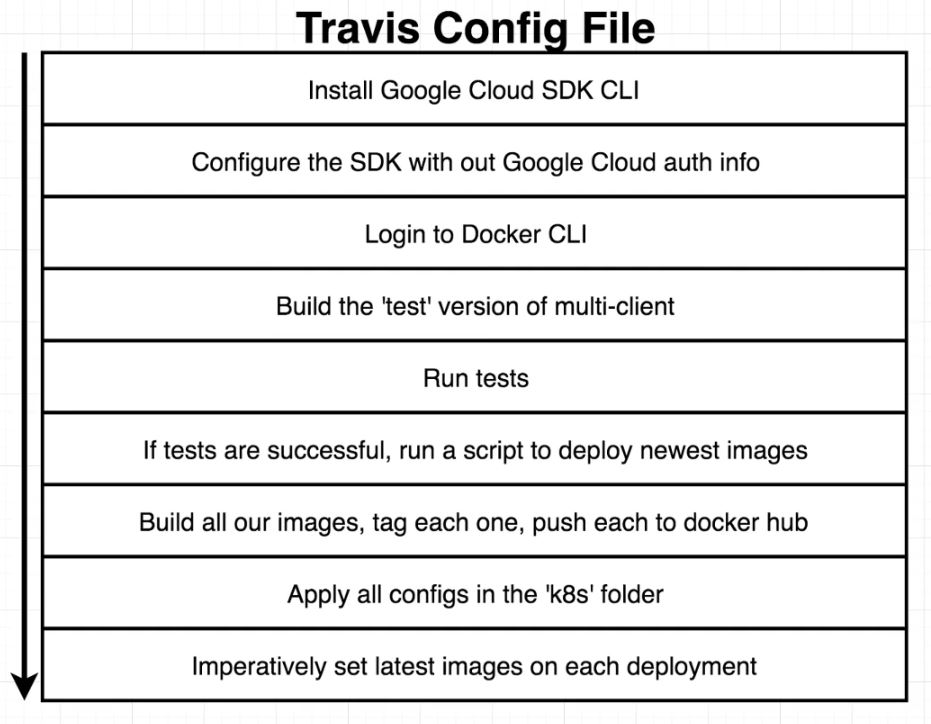 Travis Config File
Install Google Cloud SDK CLI
Configure the SDK with out Google Cloud auth info
Login to Docker CLI
Build the 'test' version of multi-client
Run tests
If tests are successful, run a script to deploy newest images
Build all our images, tag each one, push each to docker hub
Apply all configs in the 'k8s' folder
Imperatively set latest images on each deployment